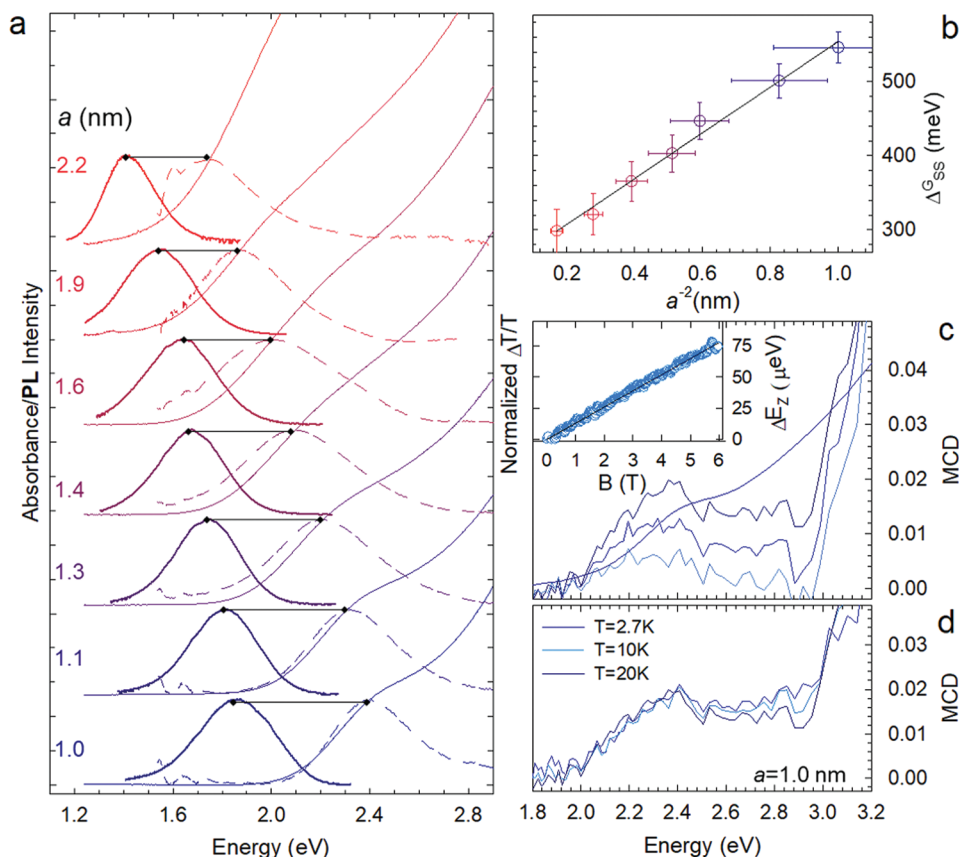 a
a (nm)
2.2
1.9
1.6
1.4
1.3
1.1
1.0
Absorbance/PL Intensity
1.2 1.6 2.0 2.4 2.8
Energy (eV)
Normalized ΔT/T
b
500
400
300
Δ^G_SS (meV)
0.2 0.4 0.6 0.8 1.0
a⁻²(nm)
c
75
50
25
0
ΔE_Z (μeV)
0 1 2 3 4 5 6
B (T)
0.04
0.03
0.02
0.01
0.00
MCD
d
T=2.7K
T=10K
T=20K
0.03
0.02
0.01
0.00
MCD
a=1.0 nm
1.8 2.0 2.2 2.4 2.6 2.8 3.0 3.2
Energy (eV)